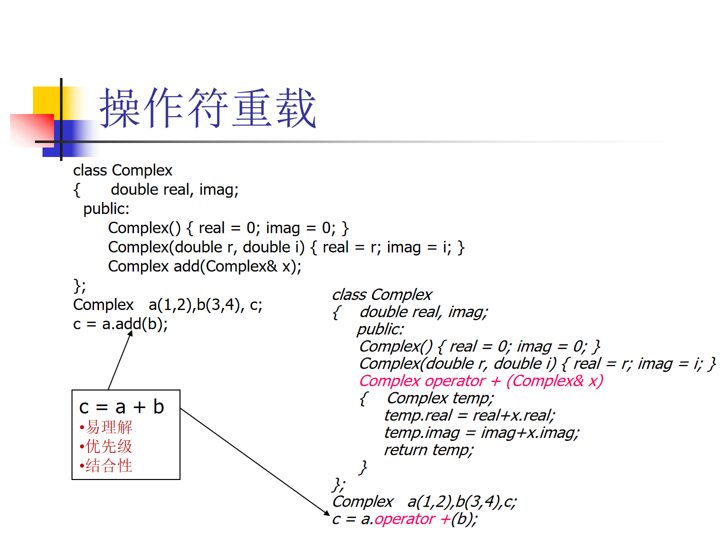 操作符重载
class Complex
{ double real, imag;
public:
Complex() { real = 0; imag = 0; }
Complex(double r, double i) { real = r; imag = i; }
Complex add(Complex& x);
};
Complex a(1,2),b(3,4), c;
c = a.add(b);
c = a + b
•易理解
•优先级
•结合性
class Complex
{ double real, imag;
public:
Complex() { real = 0; imag = 0; }
Complex(double r, double i) { real = r; imag = i; }
Complex operator + (Complex& x)
{ Complex temp;
temp.real = real+x.real;
temp.imag = imag+x.imag;
return temp;
}
};
Complex a(1,2),b(3,4),c;
c = a.operator +(b);